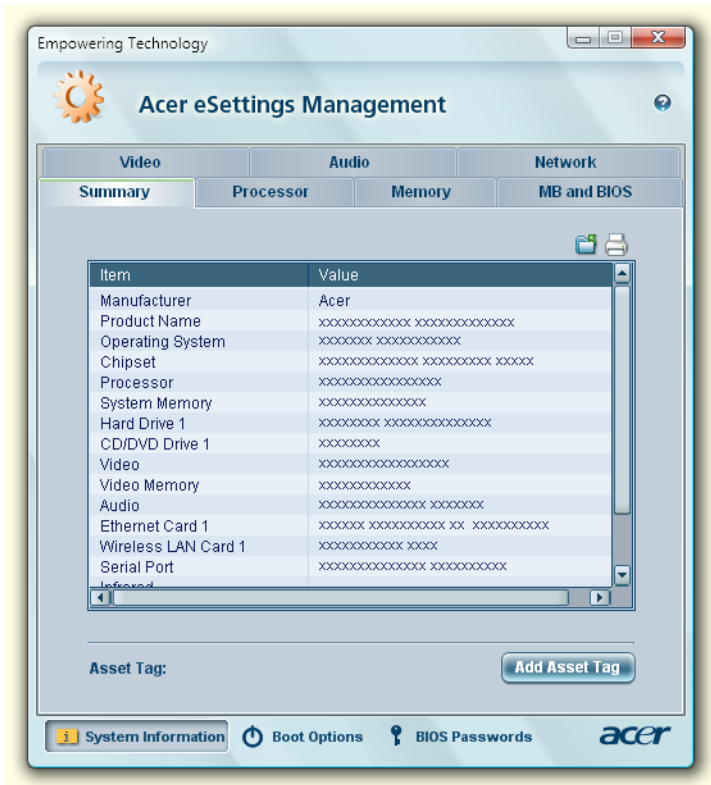 Empowering Technology
Acer eSettings Management
Video Audio Network
Summary Processor Memory MB and BIOS
Item Value
Manufacturer Acer
Product Name xxxxxxxxxxxx xxxxxxxxxxxxx
Operating System xxxxxxx xxxxxxxxxxx
Chipset xxxxxxxxxxxxx xxxxxxxxx xxxxx
Processor xxxxxxxxxxxxxxxx
System Memory xxxxxxxxxxxxxx
Hard Drive 1 xxxxxxxx xxxxxxxxxxxxxx
CD/DVD Drive 1 xxxxxxxx
Video xxxxxxxxxxxxxxxxx
Video Memory xxxxxxxxxxxx
Audio xxxxxxxxxxxxxx xxxxxxx
Ethernet Card 1 xxxxxx xxxxxxxxxx xx xxxxxxxxxx
Wireless LAN Card 1 xxxxxxxxxxx xxxx
Serial Port xxxxxxxxxxxxxx xxxxxxxxxx
Infrared
Asset Tag: Add Asset Tag
System Information Boot Options BIOS Passwords acer